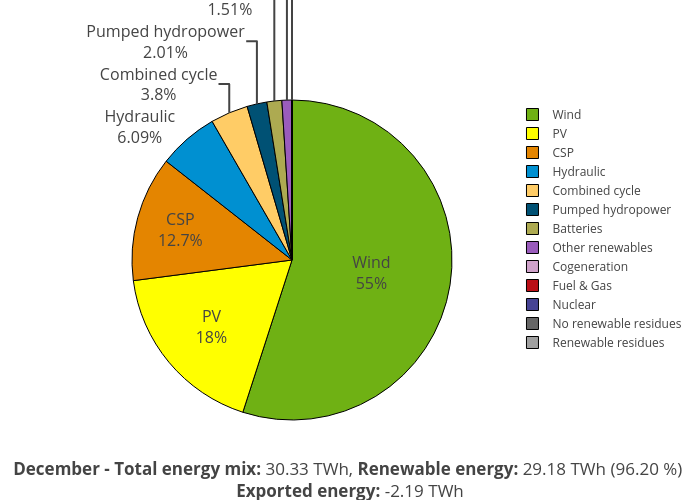 1.51%
Pumped hydropower
2.01%
Combined cycle
3.8%
Hydraulic
6.09%
CSP
12.7%
PV
18%
Wind
55%
Wind
PV
CSP
Hydraulic
Combined cycle
Pumped hydropower
Batteries
Other renewables
Cogeneration
Fuel & Gas
Nuclear
No renewable residues
Renewable residues
December - Total energy mix: 30.33 TWh, Renewable energy: 29.18 TWh (96.20 %)
Exported energy: -2.19 TWh